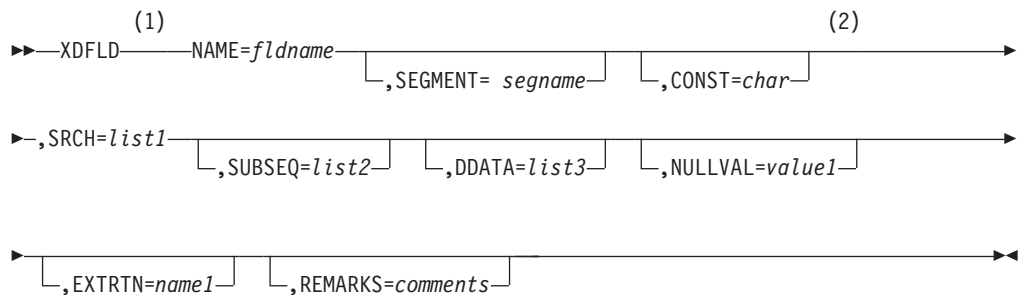 (1) (2)
XDFLD NAME=fldname
,SEGMENT= segname ,CONST=char
,SRCH=list1
,SUBSEQ=list2 ,DDATA=list3 ,NULLVAL=value1
,EXTRTN=name1 ,REMARKS=comments